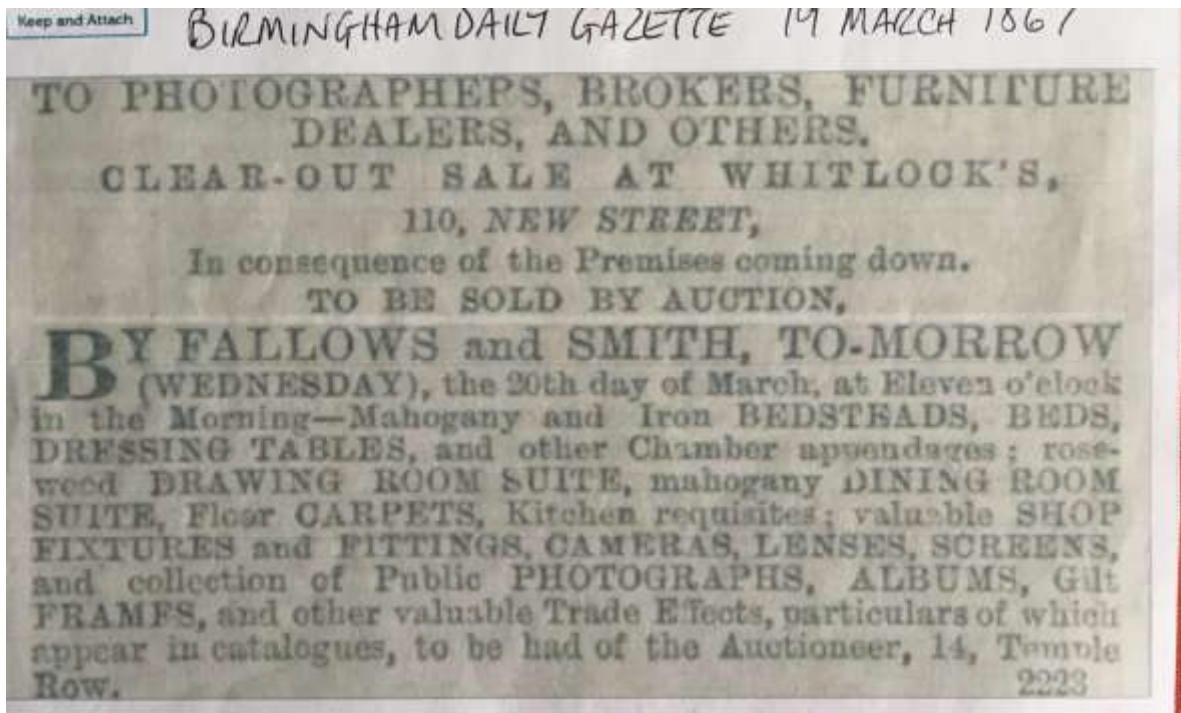 Keep and Attach
BIRMINGHAM DAILY GAZETTE 19 MARCH 1867
TO PHOTOGRAPHERS, BROKERS, FURNITURE
DEALERS, AND OTHERS.
CLEAR-OUT SALE AT WHITLOCK'S,
110, NEW STREET,
In consequence of the Premises coming down.
TO BE SOLD BY AUCTION,
BY FALLOWS and SMITH, TO-MORROW
(WEDNESDAY), the 20th day of March, at Eleven o'clock
in the Morning—Mahogany and Iron BEDSTEADS, BEDS,
DRESSING TABLES, and other Chamber appendages; rose-
wood DRAWING ROOM SUITE, mahogany DINING ROOM
SUITE, Floor CARPETS, Kitchen requisites; valuable SHOP
FIXTURES and FITTINGS, CAMERAS, LENSES, SCREENS,
and collection of Public PHOTOGRAPHS, ALBUMS, Gilt
FRAMES, and other valuable Trade Effects, particulars of which
appear in catalogues, to be had of the Auctioneer, 14, Temple
Row. 2223